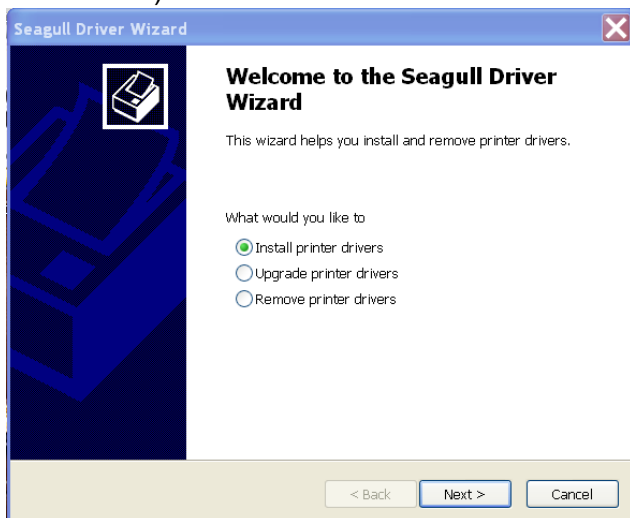 Seagull Driver Wizard
Welcome to the Seagull Driver
Wizard
This wizard helps you install and remove printer drivers.
What would you like to
Install printer drivers
Upgrade printer drivers
Remove printer drivers
< Back Next > Cancel